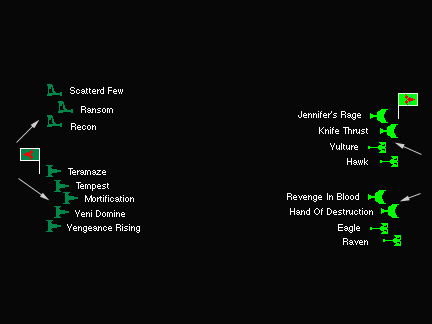 Scatterd Few
Ransom
Recon
Teramaze
Tempest
Mortification
Veni Domine
Vengeance Rising
Jennifer's Rage
Knife Thrust
Vulture
Hawk
Revenge In Blood
Hand Of Destruction
Eagle
Raven